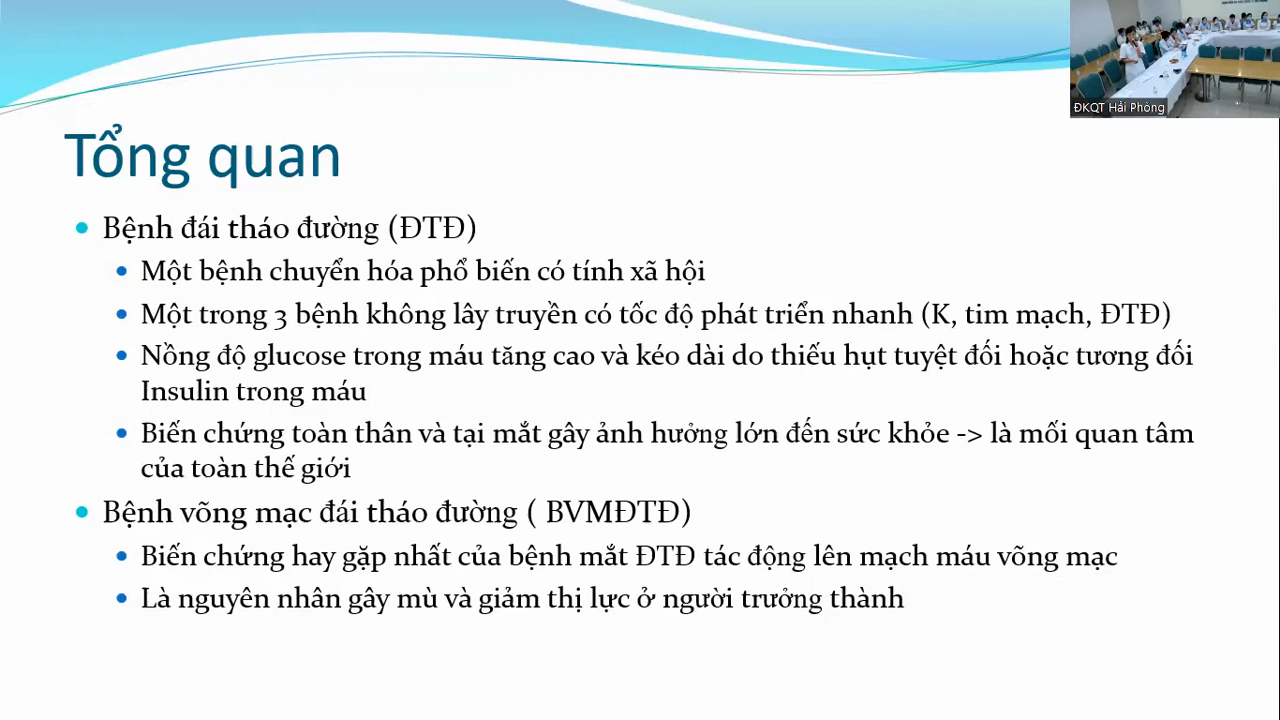 ĐKQT Hải Phòng
Tổng quan
Bệnh đái tháo đường (ĐTĐ)
Một bệnh chuyển hóa phổ biến có tính xã hội
Một trong 3 bệnh không lây truyền có tốc độ phát triển nhanh (K, tim mạch, ĐTĐ)
Nồng độ glucose trong máu tăng cao và kéo dài do thiếu hụt tuyệt đối hoặc tương đối
Insulin trong máu
Biến chứng toàn thân và tại mắt gây ảnh hưởng lớn đến sức khỏe -> là mối quan tâm
của toàn thế giới
Bệnh võng mạc đái tháo đường ( BVMĐTĐ)
Biến chứng hay gặp nhất của bệnh mắt ĐTĐ tác động lên mạch máu võng mạc
Là nguyên nhân gây mù và giảm thị lực ở người trưởng thành